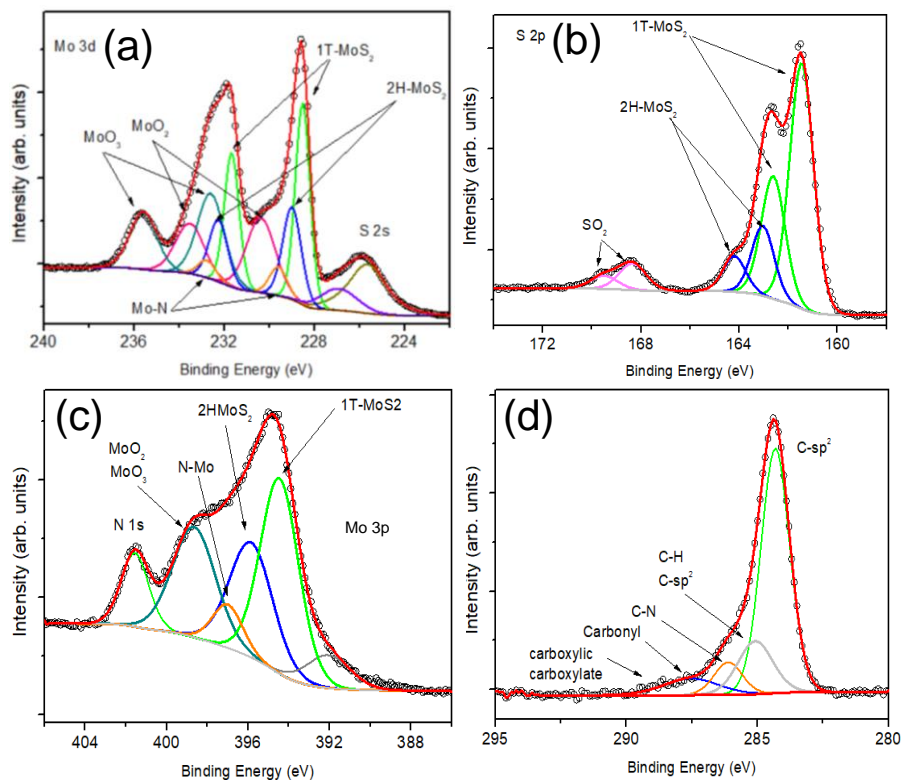 Mo 3d
(a)
1T-MoS2
2H-MoS2
MoO2
MoO3
S 2s
Mo-N
Intensity (arb. units)
240 236 232 228 224
Binding Energy (eV)
S 2p
(b)
1T-MoS2
2H-MoS2
SO2
Intensity (arb. units)
172 168 164 160
Binding Energy (eV)
(c)
1T-MoS2
2HMoS2
MoO2
MoO3
N-Mo
N 1s
Mo 3p
Intensity (arb. units)
404 400 396 392 388
Binding Energy (eV)
(d)
C-sp2
C-H
C-sp2
C-N
Carbonyl
carboxylic
carboxylate
Intensity (arb. units)
295 290 285 280
Binding Energy (eV)